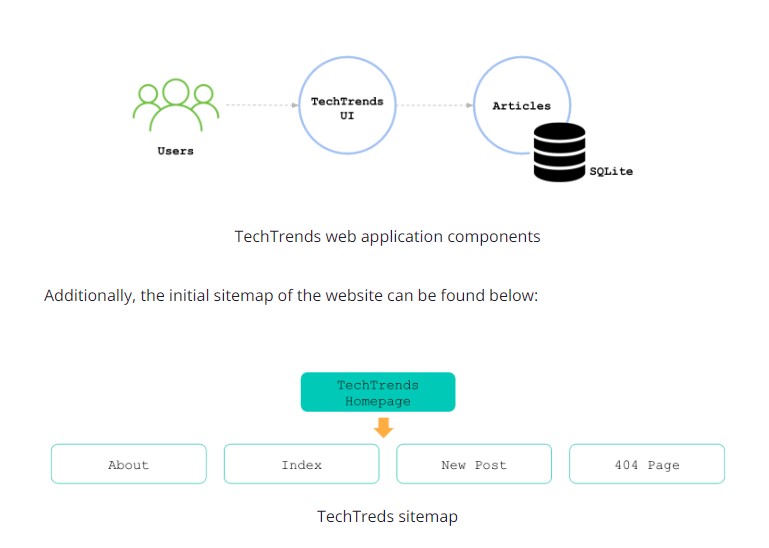 TechTrends
UI
Articles
Users
SQLite
TechTrends web application components
Additionally, the initial sitemap of the website can be found below:
TechTrends
Homepage
About
Index
New Post
404 Page
TechTreds sitemap